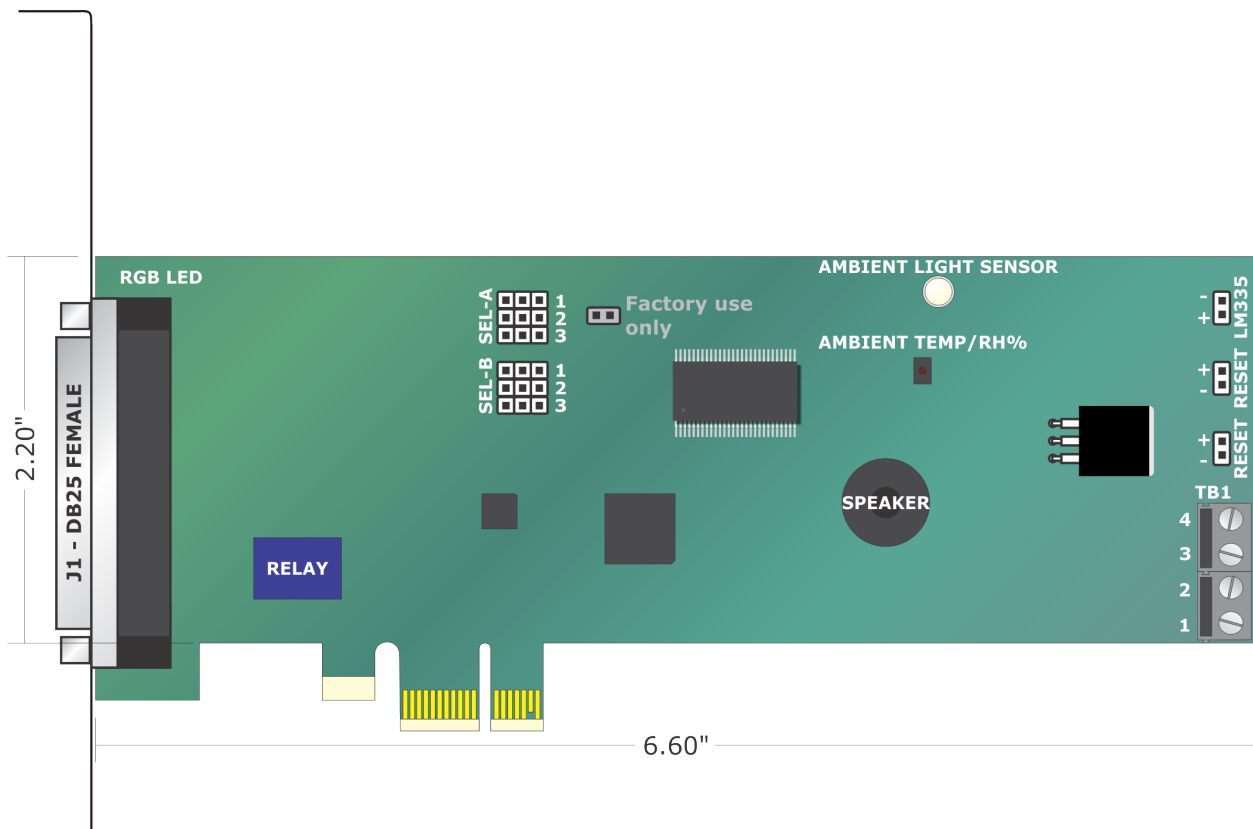 RGB LED
J1 - DB25 FEMALE
2.20"
SEL-A
1
2
3
SEL-B
1
2
3
Factory use
only
AMBIENT LIGHT SENSOR
AMBIENT TEMP/RH%
- + LM335
+ - RESET
+ - RESET
TB1
4
3
2
1
SPEAKER
RELAY
6.60"